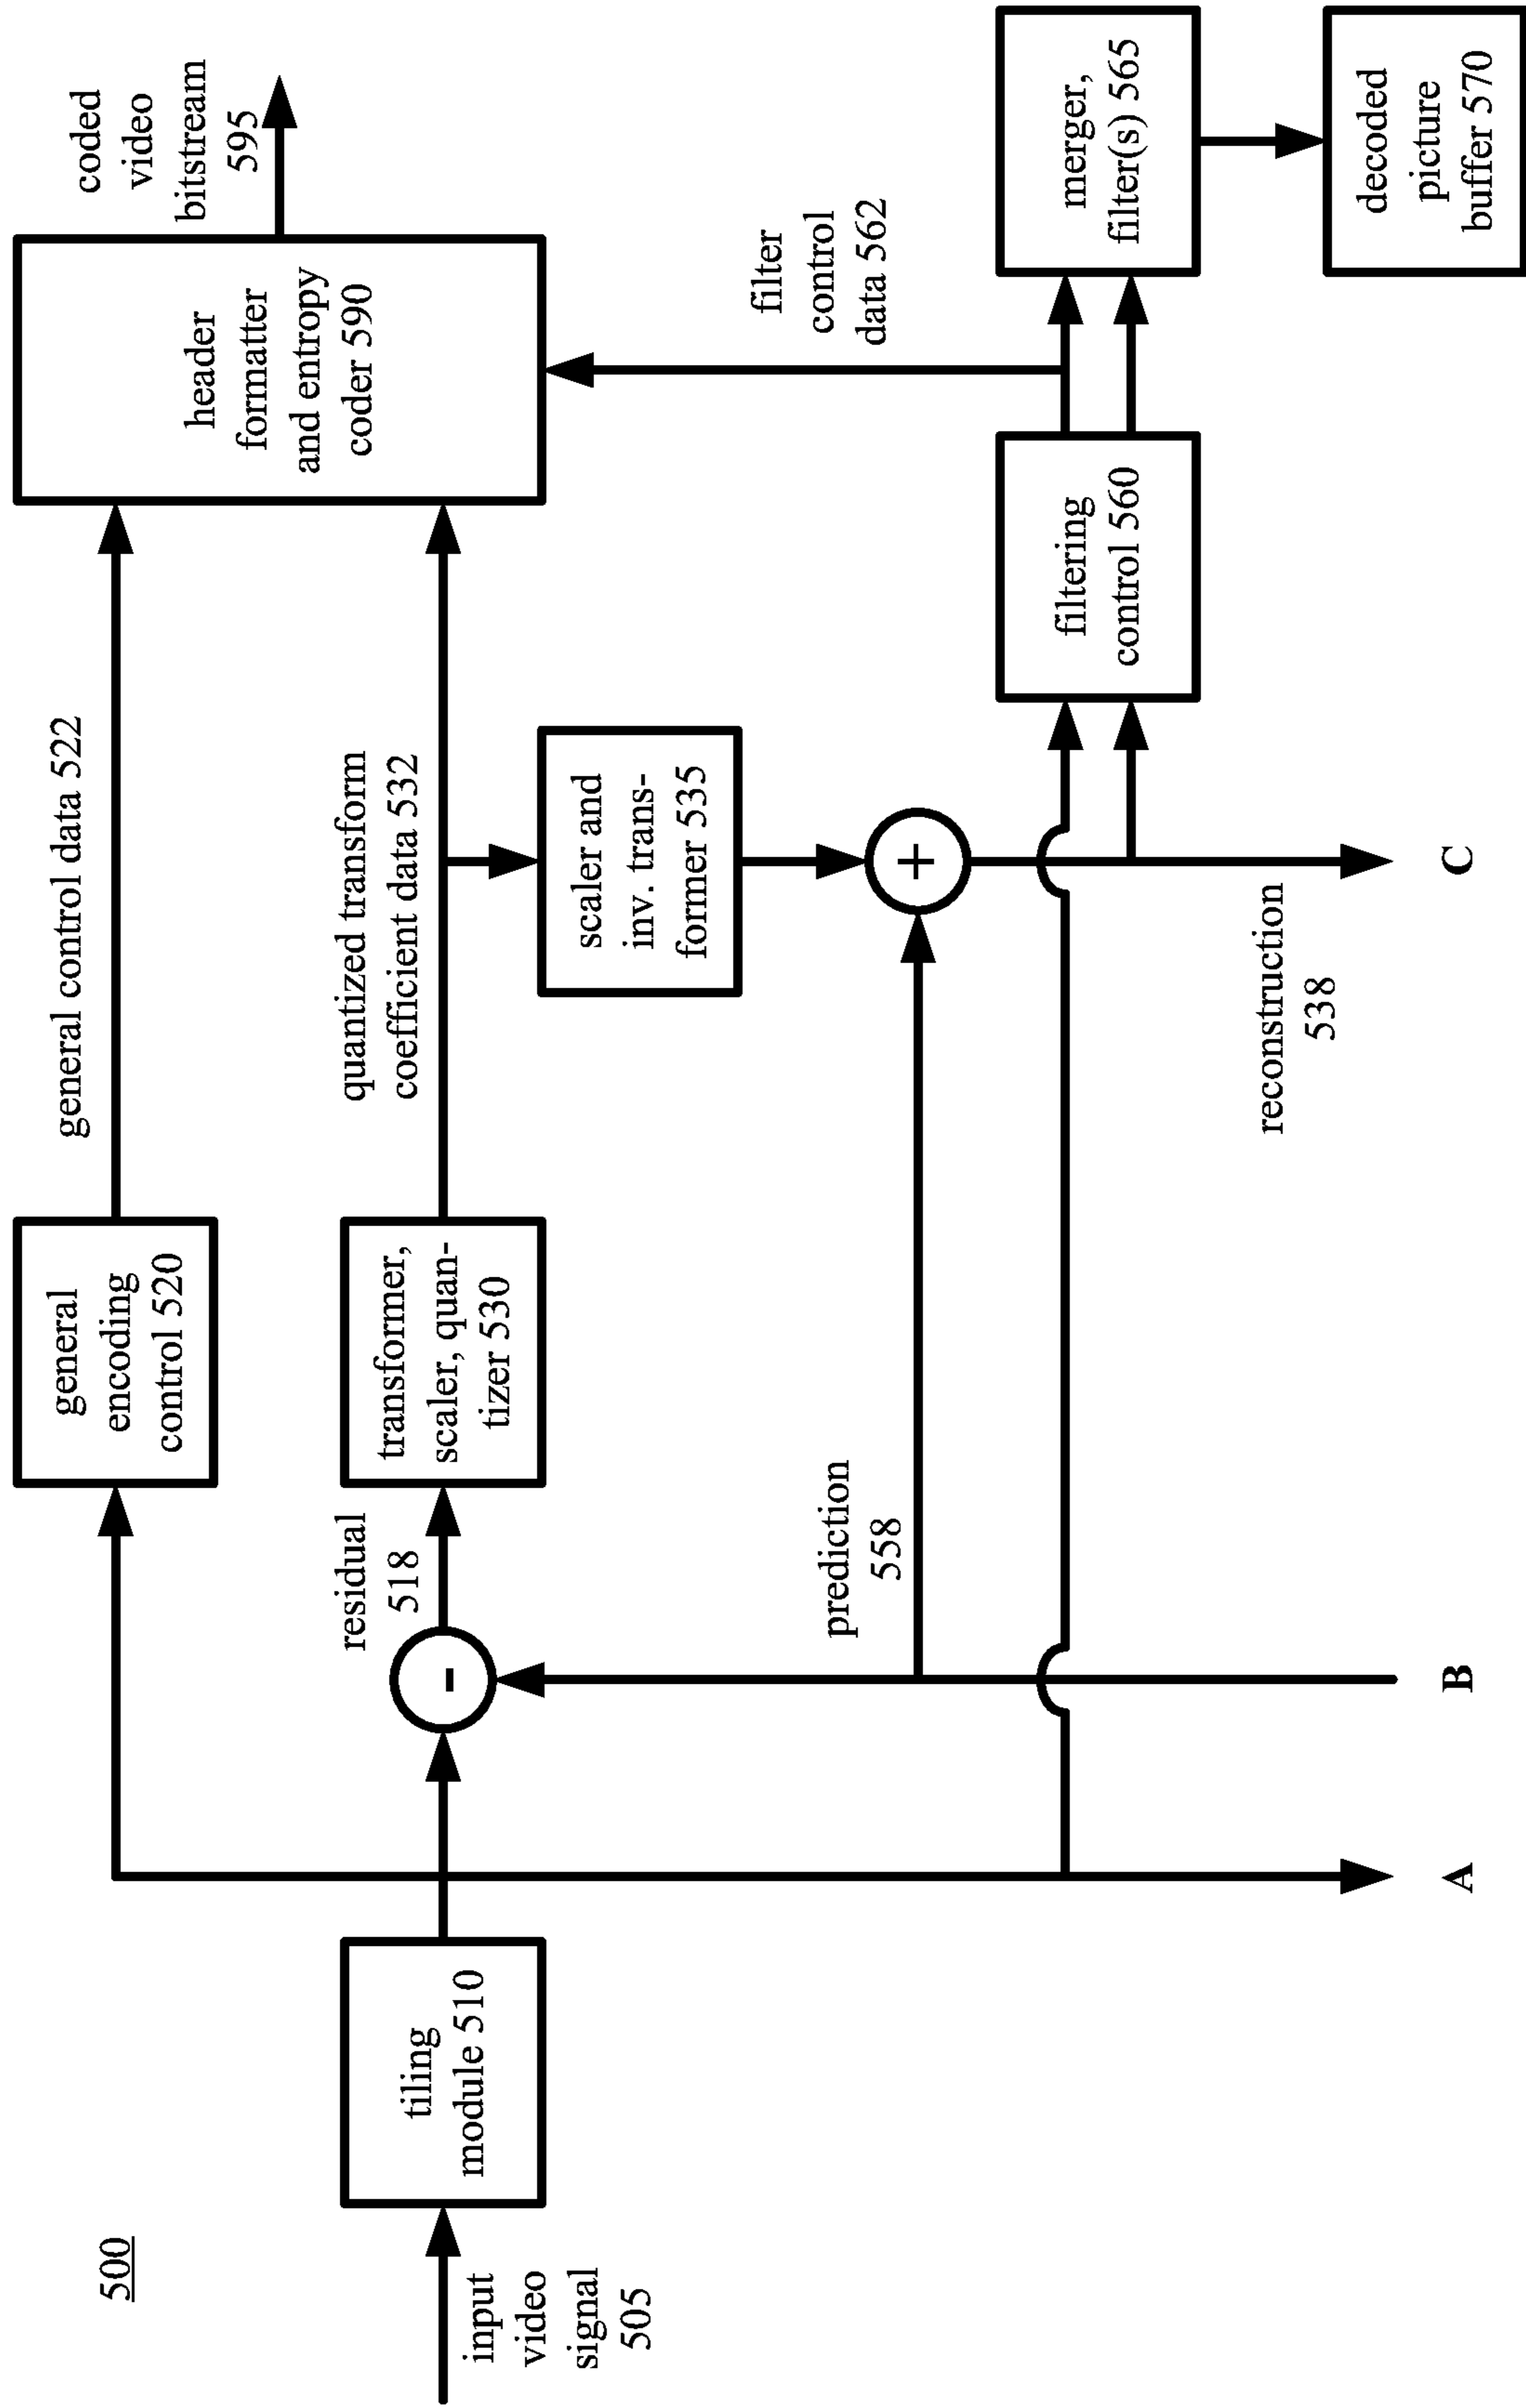 500
input
video
signal
505
tiling
module 510
general
encoding
control 520
general control data 522
residual
518
transformer,
scaler, quan-
tizer 530
quantized transform
coefficient data 532
header
formatter
and entropy
coder 590
coded
video
bitstream
595
scaler and
inv. trans-
former 535
prediction
558
-
+
filtering
control 560
filter
control
data 562
merger,
filter(s) 565
decoded
picture
buffer 570
reconstruction
538
A
B
C